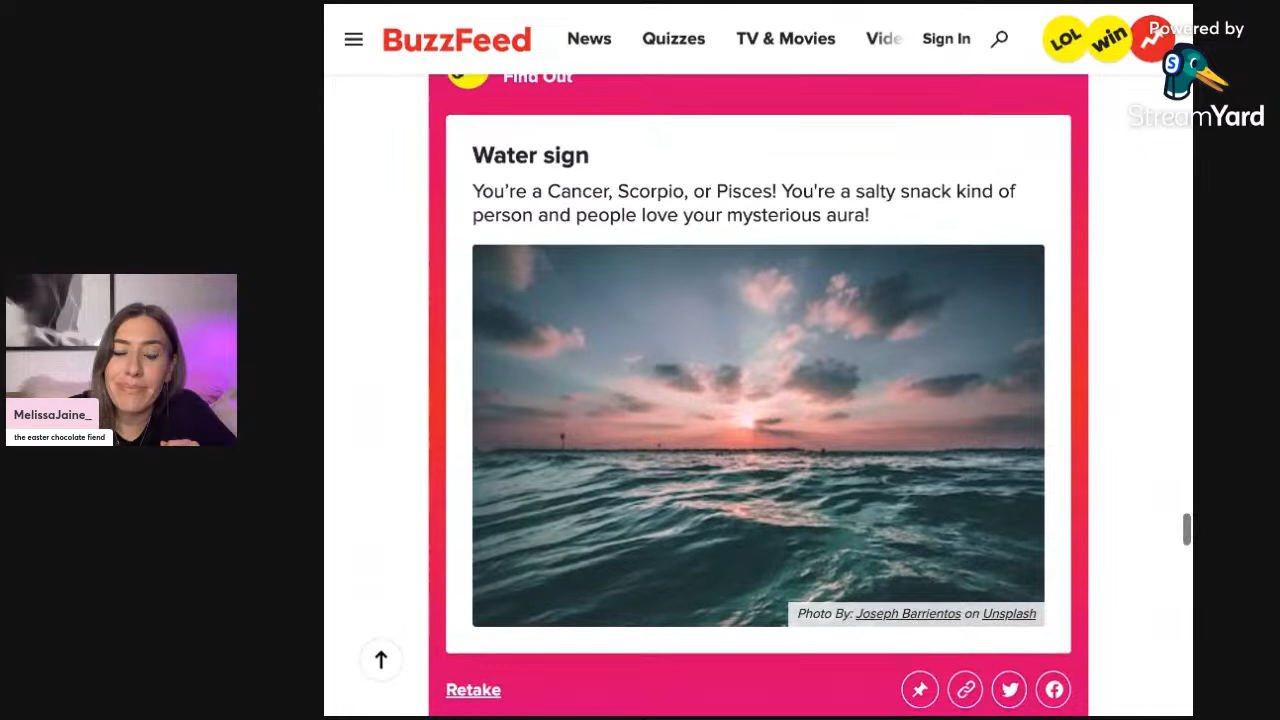 BuzzFeed
News
Quizzes
TV & Movies
Vide
Sign In
LOL
win
Powered by
StreamYard
S
Find Out
Water sign
You're a Cancer, Scorpio, or Pisces! You're a salty snack kind of
person and people love your mysterious aura!
MelissaJaine_
the easter chocolate fiend
Photo By: Joseph Barrientos on Unsplash
Retake